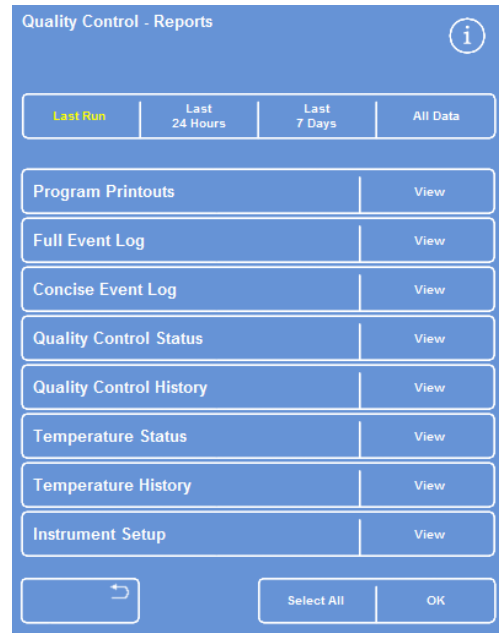 Quality Control - Reports
i
Last Run
Last
24 Hours
Last
7 Days
All Data
Program Printouts View
Full Event Log View
Concise Event Log View
Quality Control Status View
Quality Control History View
Temperature Status View
Temperature History View
Instrument Setup View
Select All OK